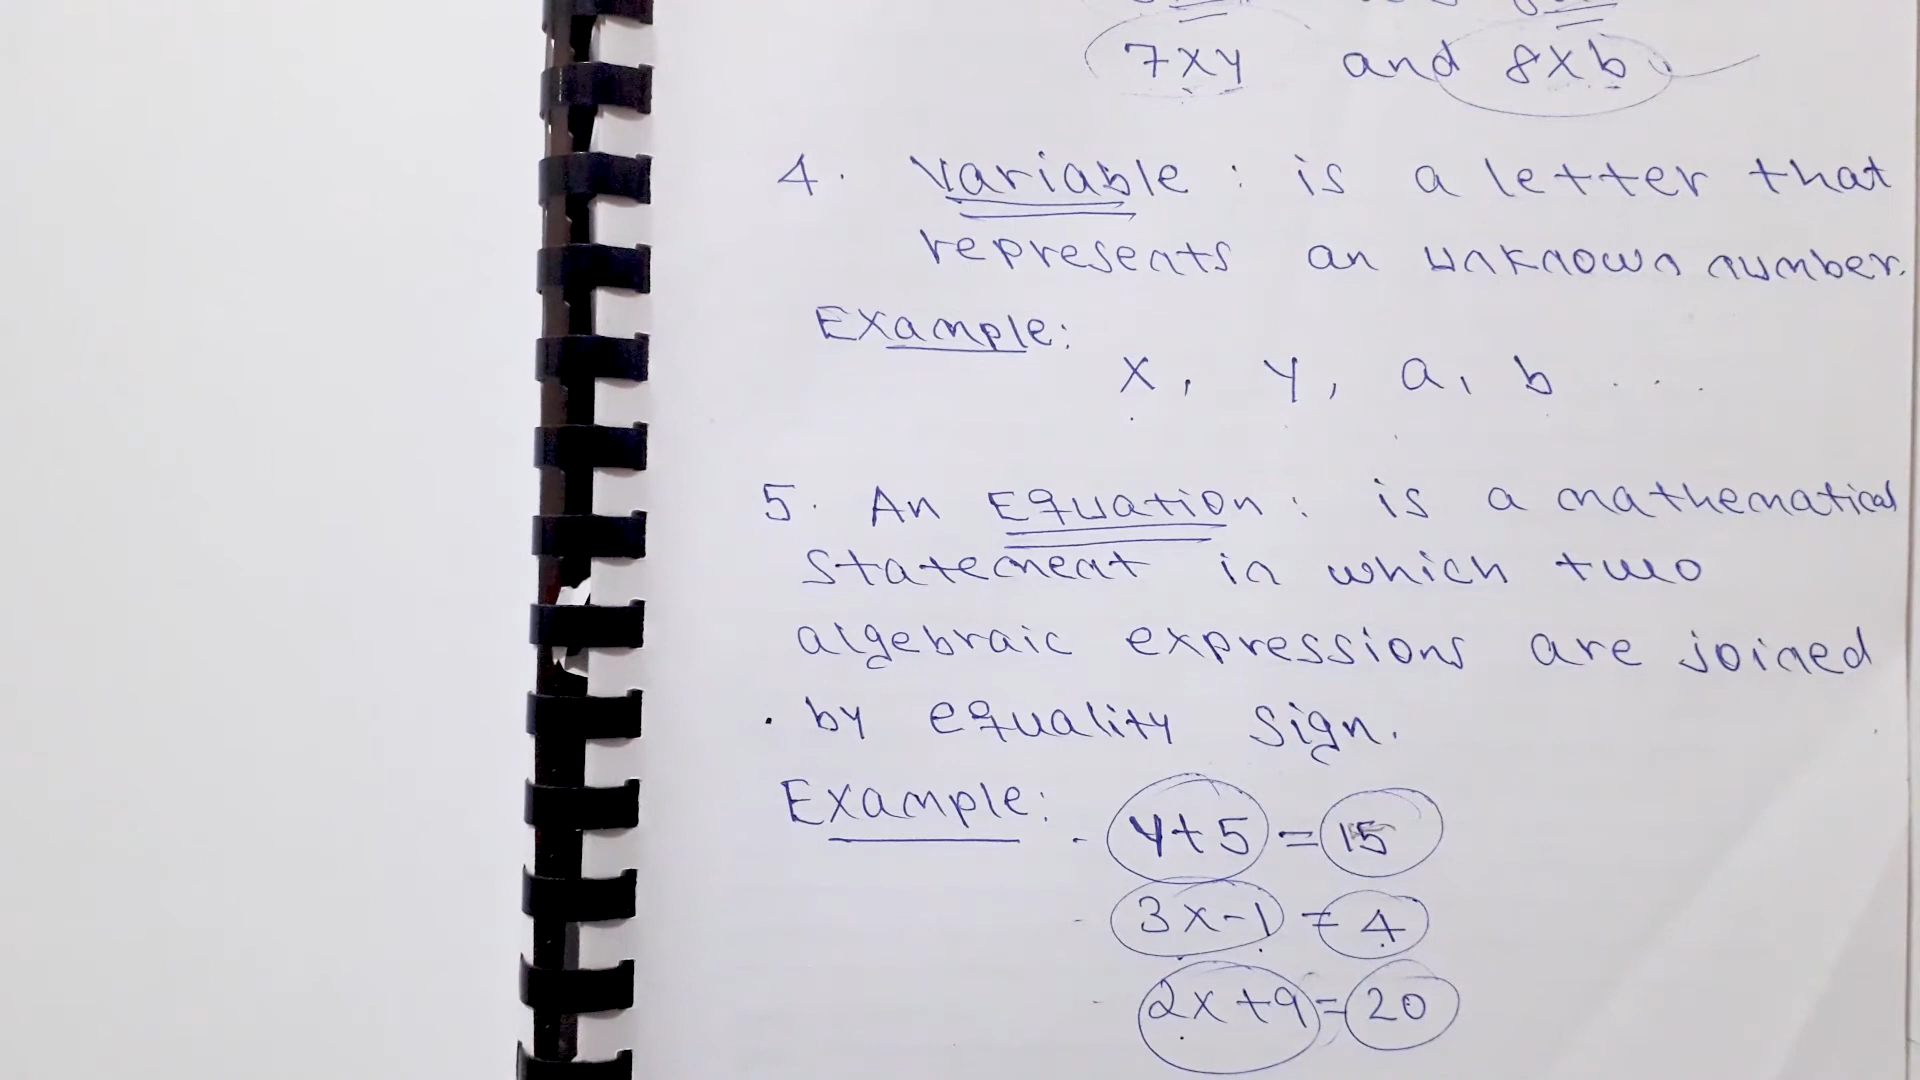 7xy and 8xb
4. Variable : is a letter that
represents an unknown number.
Example:
x, y, a, b ....
5. An Equation : is a mathematical
statement in which two
algebraic expressions are joined
by equality sign.
Example:
- y+5 = 15
- 3x-1 = 4
- 2x+9 = 20